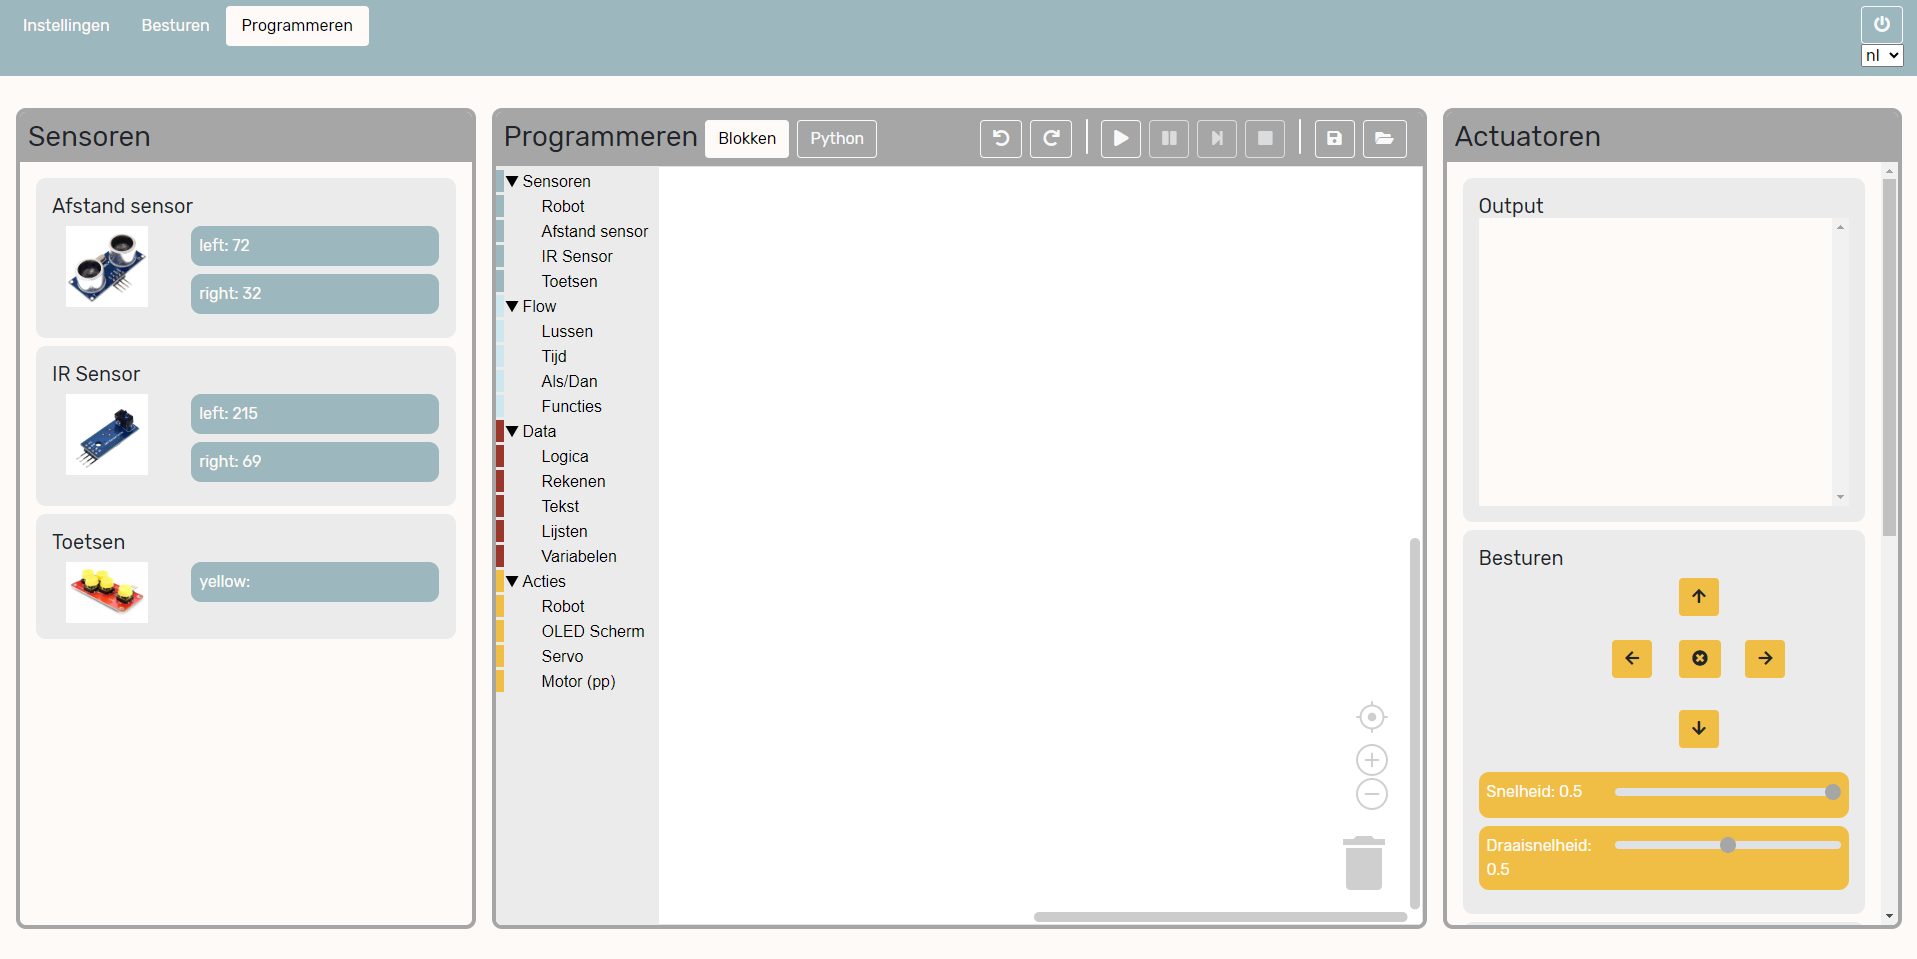 Instellingen Besturen Programmeren
nl
Sensoren
Afstand sensor
left: 72
right: 32
IR Sensor
left: 215
right: 69
Toetsen
yellow:
Programmeren Blokken Python
Sensoren
Robot
Afstand sensor
IR Sensor
Toetsen
Flow
Lussen
Tijd
Als/Dan
Functies
Data
Logica
Rekenen
Tekst
Lijsten
Variabelen
Acties
Robot
OLED Scherm
Servo
Motor (pp)
Actuatoren
Output
Besturen
Snelheid: 0.5
Draaisnelheid:
0.5